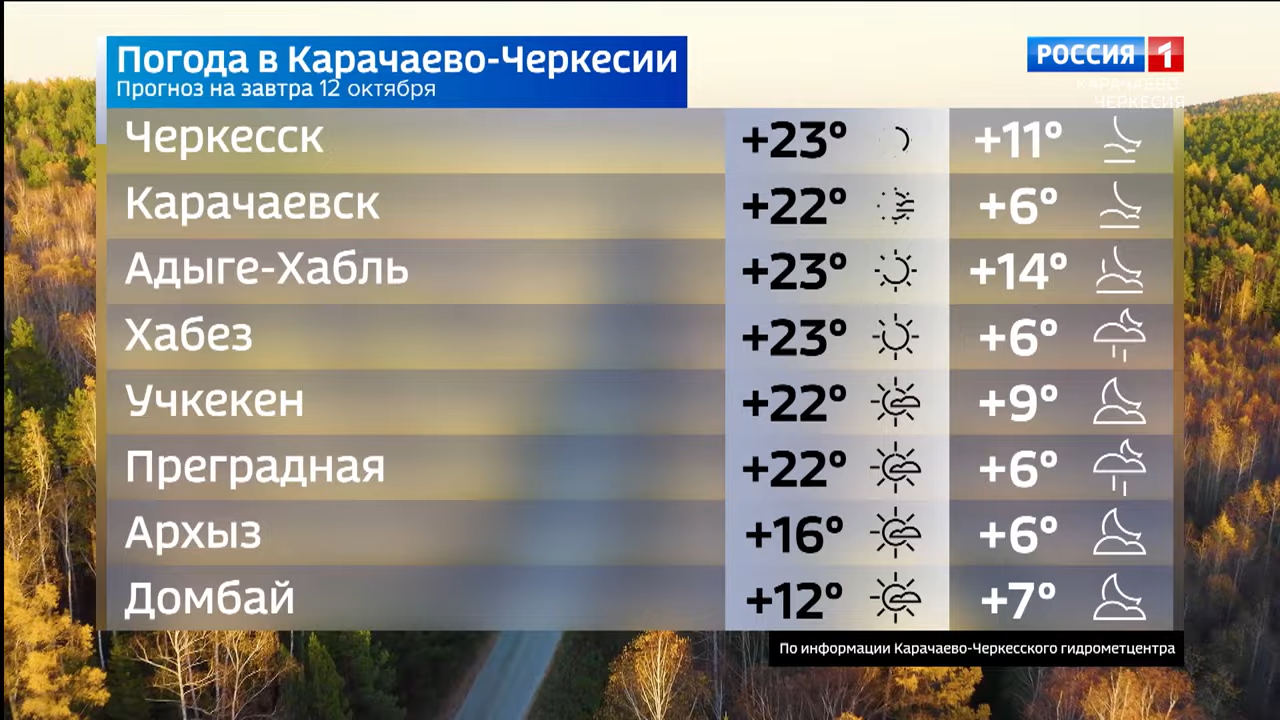 Погода в Карачаево-Черкесии
Прогноз на завтра 12 октября
РОССИЯ 1
КАРАЧАЕВО-
ЧЕРКЕСИЯ
Черкесск +23° +11°
Карачаевск +22° +6°
Адыге-Хабль +23° +14°
Хабез +23° +6°
Учкекен +22° +9°
Преградная +22° +6°
Архыз +16° +6°
Домбай +12° +7°
По информации Карачаево-Черкесского гидрометцентра